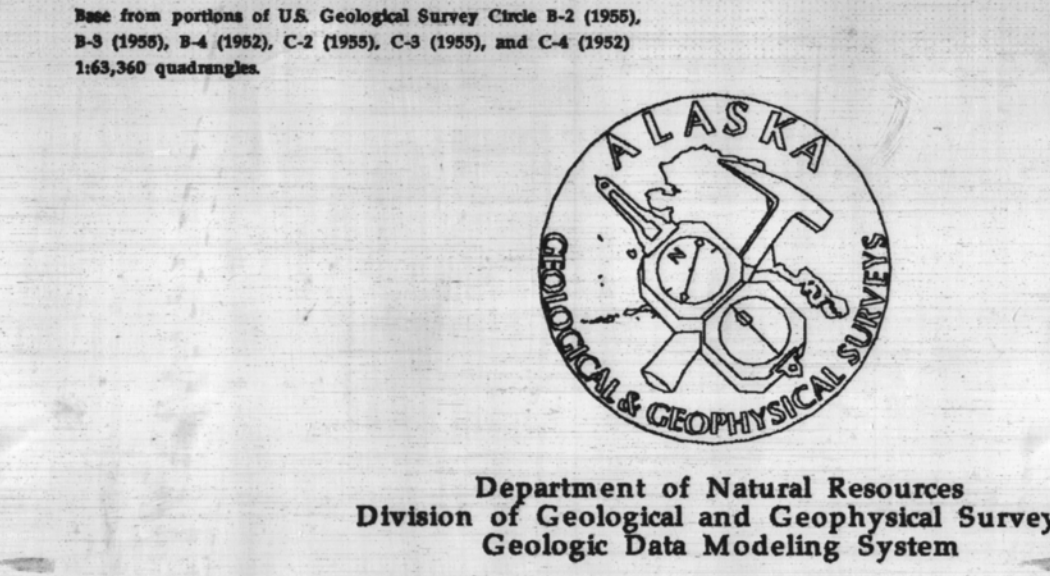 Base from portions of U.S. Geological Survey Circle B-2 (1955),
B-3 (1955), B-4 (1952), C-2 (1955), C-3 (1955), and C-4 (1952)
1:63,360 quadrangles.
ALASKA
GEOLOGICAL & GEOPHYSICAL SURVEYS
N
Department of Natural Resources
Division of Geological and Geophysical Survey
Geologic Data Modeling System